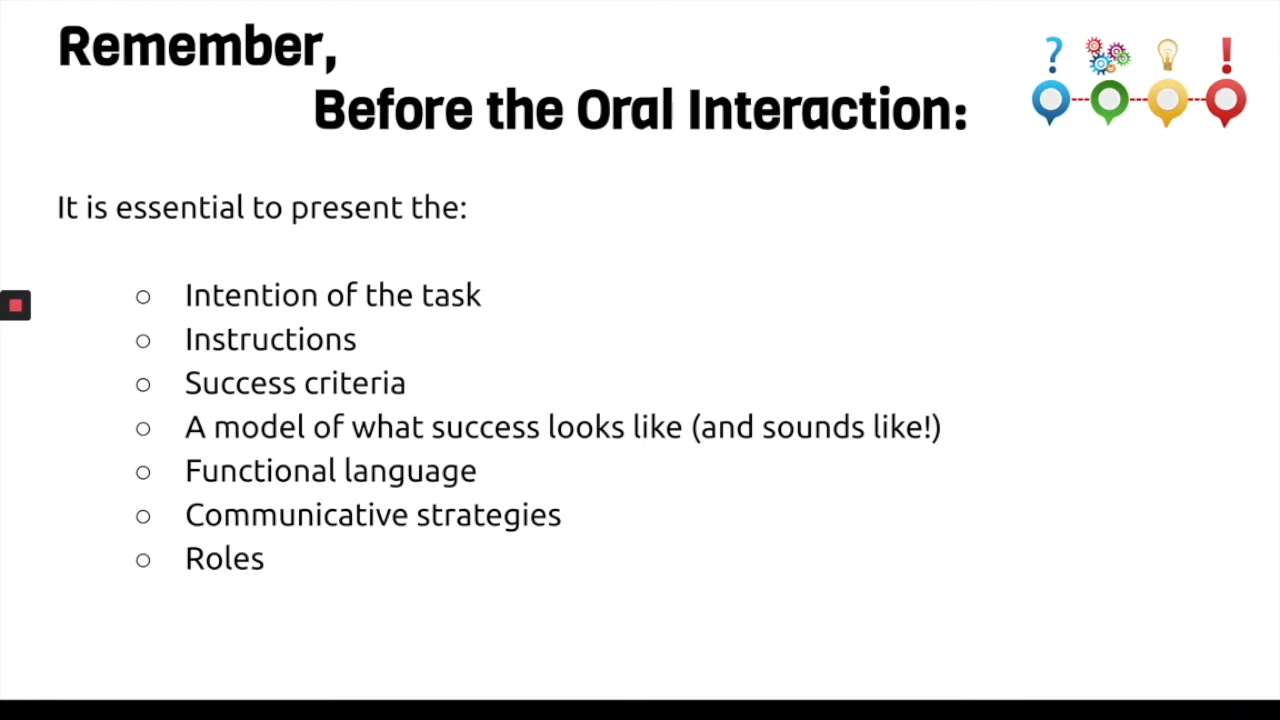 Remember,
Before the Oral Interaction:
It is essential to present the:
○ Intention of the task
○ Instructions
○ Success criteria
○ A model of what success looks like (and sounds like!)
○ Functional language
○ Communicative strategies
○ Roles